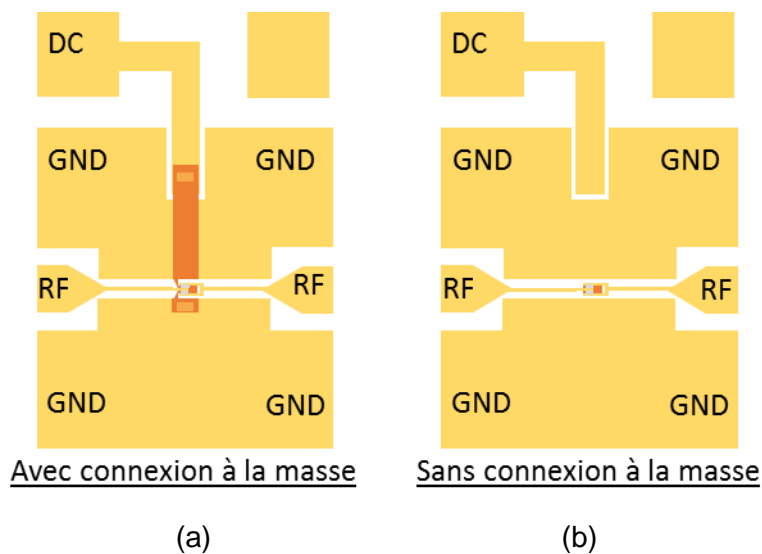 DC
DC
GND
GND
GND
GND
RF
RF
RF
RF
GND
GND
GND
GND
Avec connexion à la masse
Sans connexion à la masse
(a)
(b)